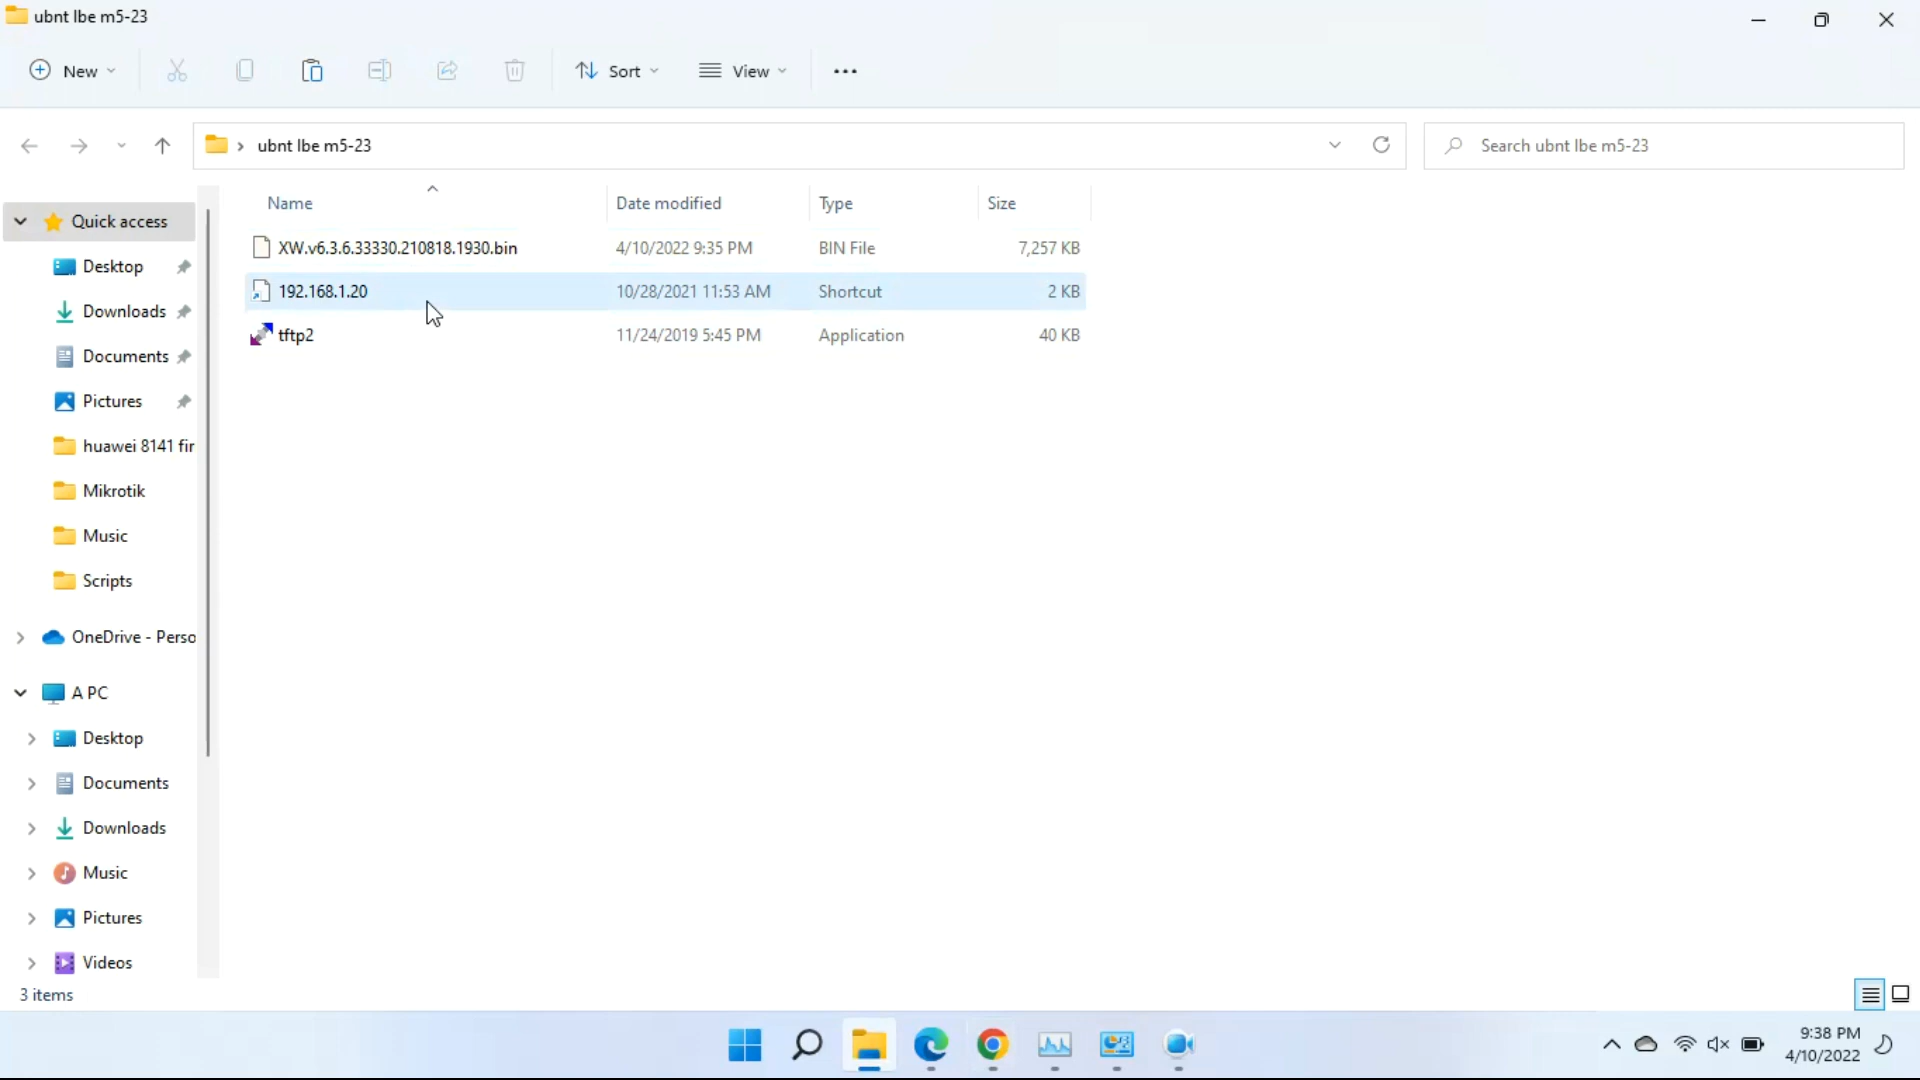 ubnt lbe m5-23
New
Sort
View
ubnt lbe m5-23
Search ubnt lbe m5-23
Quick access
Desktop
Downloads
Documents
Pictures
huawei 8141 fir
Mikrotik
Music
Scripts
OneDrive - Perso
A PC
Desktop
Documents
Downloads
Music
Pictures
Videos
Name Date modified Type Size
XW.v6.3.6.33330.210818.1930.bin 4/10/2022 9:35 PM BIN File 7,257 KB
192.168.1.20 10/28/2021 11:53 AM Shortcut 2 KB
tftp2 11/24/2019 5:45 PM Application 40 KB
3 items
9:38 PM
4/10/2022